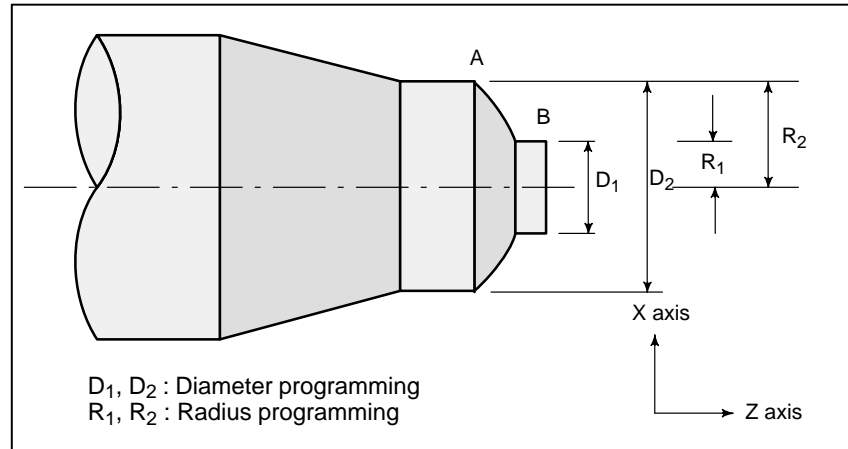 A
B
D₁
D₂
R₁
R₂
X axis
Z axis
D₁, D₂ : Diameter programming
R₁, R₂ : Radius programming